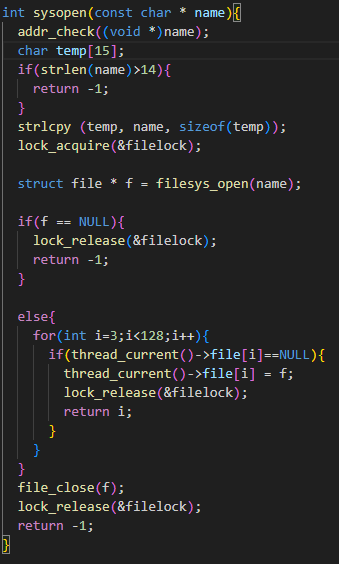 int sysopen(const char * name){
addr_check((void *)name);
char temp[15];
if(strlen(name)>14){
return -1;
}
strlcpy (temp, name, sizeof(temp));
lock_acquire(&filelock);
struct file * f = filesys_open(name);
if(f == NULL){
lock_release(&filelock);
return -1;
}
else{
for(int i=3;i<128;i++){
if(thread_current()->file[i]==NULL){
thread_current()->file[i] = f;
lock_release(&filelock);
return i;
}
}
}
file_close(f);
lock_release(&filelock);
return -1;
}